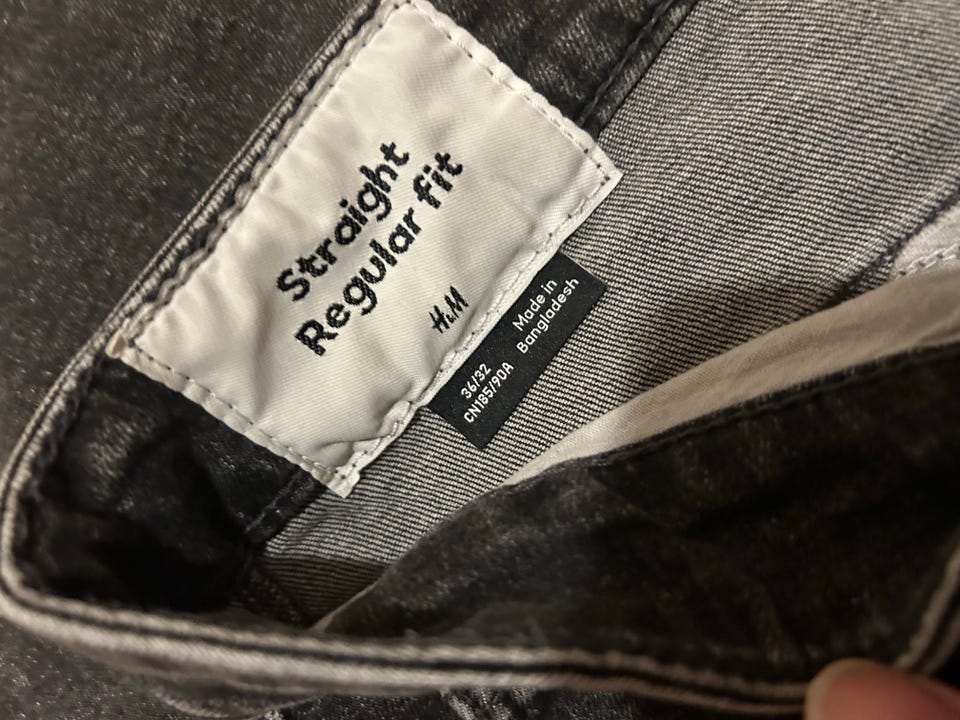 Straight
Regular fit
H&M
Made in
Bangladesh
36/32
CN185/90A